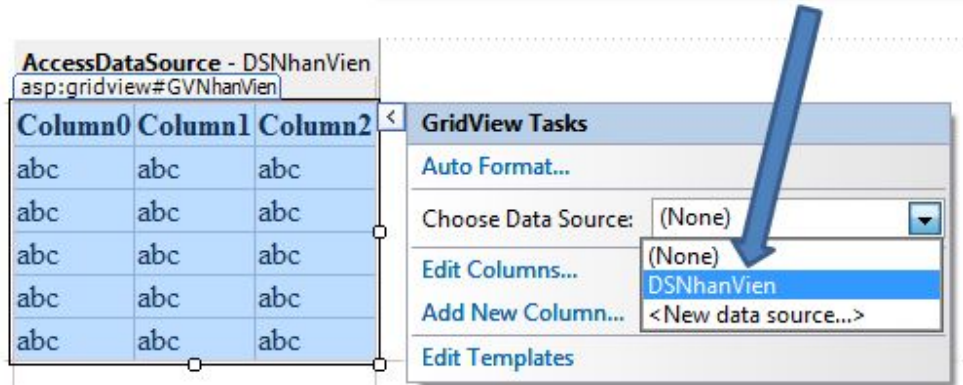 AccessDataSource - DSNhanVien
asp:gridview#GVNhanVien
Column0 Column1 Column2
abc abc abc
abc abc abc
abc abc abc
abc abc abc
abc abc abc
<
GridView Tasks
Auto Format...
Choose Data Source: (None)
(None)
DSNhanVien
<New data source...>
Edit Columns...
Add New Column...
Edit Templates